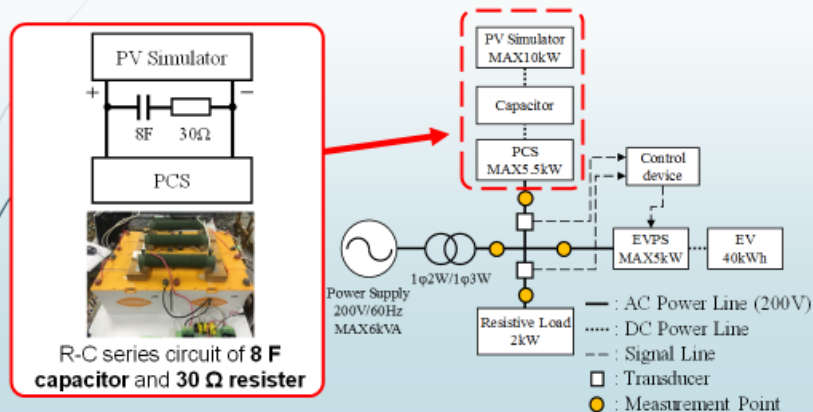 PV Simulator
+
−
8F
30Ω
PCS
R-C series circuit of 8 F
capacitor and 30 Ω resister
PV Simulator
MAX10kW
Capacitor
PCS
MAX5.5kW
Control
device
EVPS
MAX5kW
EV
40kWh
1φ2W/1φ3W
Power Supply
200V/60Hz
MAX6kVA
Resistive Load
2kW
: AC Power Line (200V)
: DC Power Line
: Signal Line
: Transducer
: Measurement Point